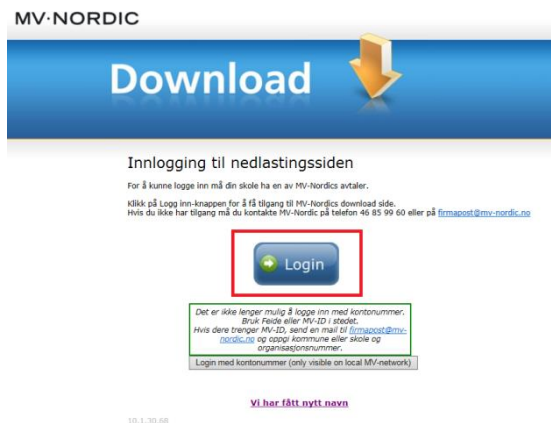 MV·NORDIC
Download
Innlogging til nedlastingssiden
For å kunne logge inn må din skole ha en av MV-Nordics avtaler.
Klikk på Logg inn-knappen for å få tilgang til MV-Nordics download side.
Hvis du ikke har tilgang må du kontakte MV-Nordic på telefon 46 85 99 60 eller på firmapost@mv-nordic.no
Login
Det er ikke lenger mulig å logge inn med kontonummer.
Bruk Feide eller MV-ID i stedet.
Hvis dere trenger MV-ID, send en mail til firmapost@mv-
nordic.no og oppgi kommune eller skole og
organisasjonsnummer.
Login med kontonummer (only visible on local MV-network)
Vi har fått nytt navn
10.1.30.68